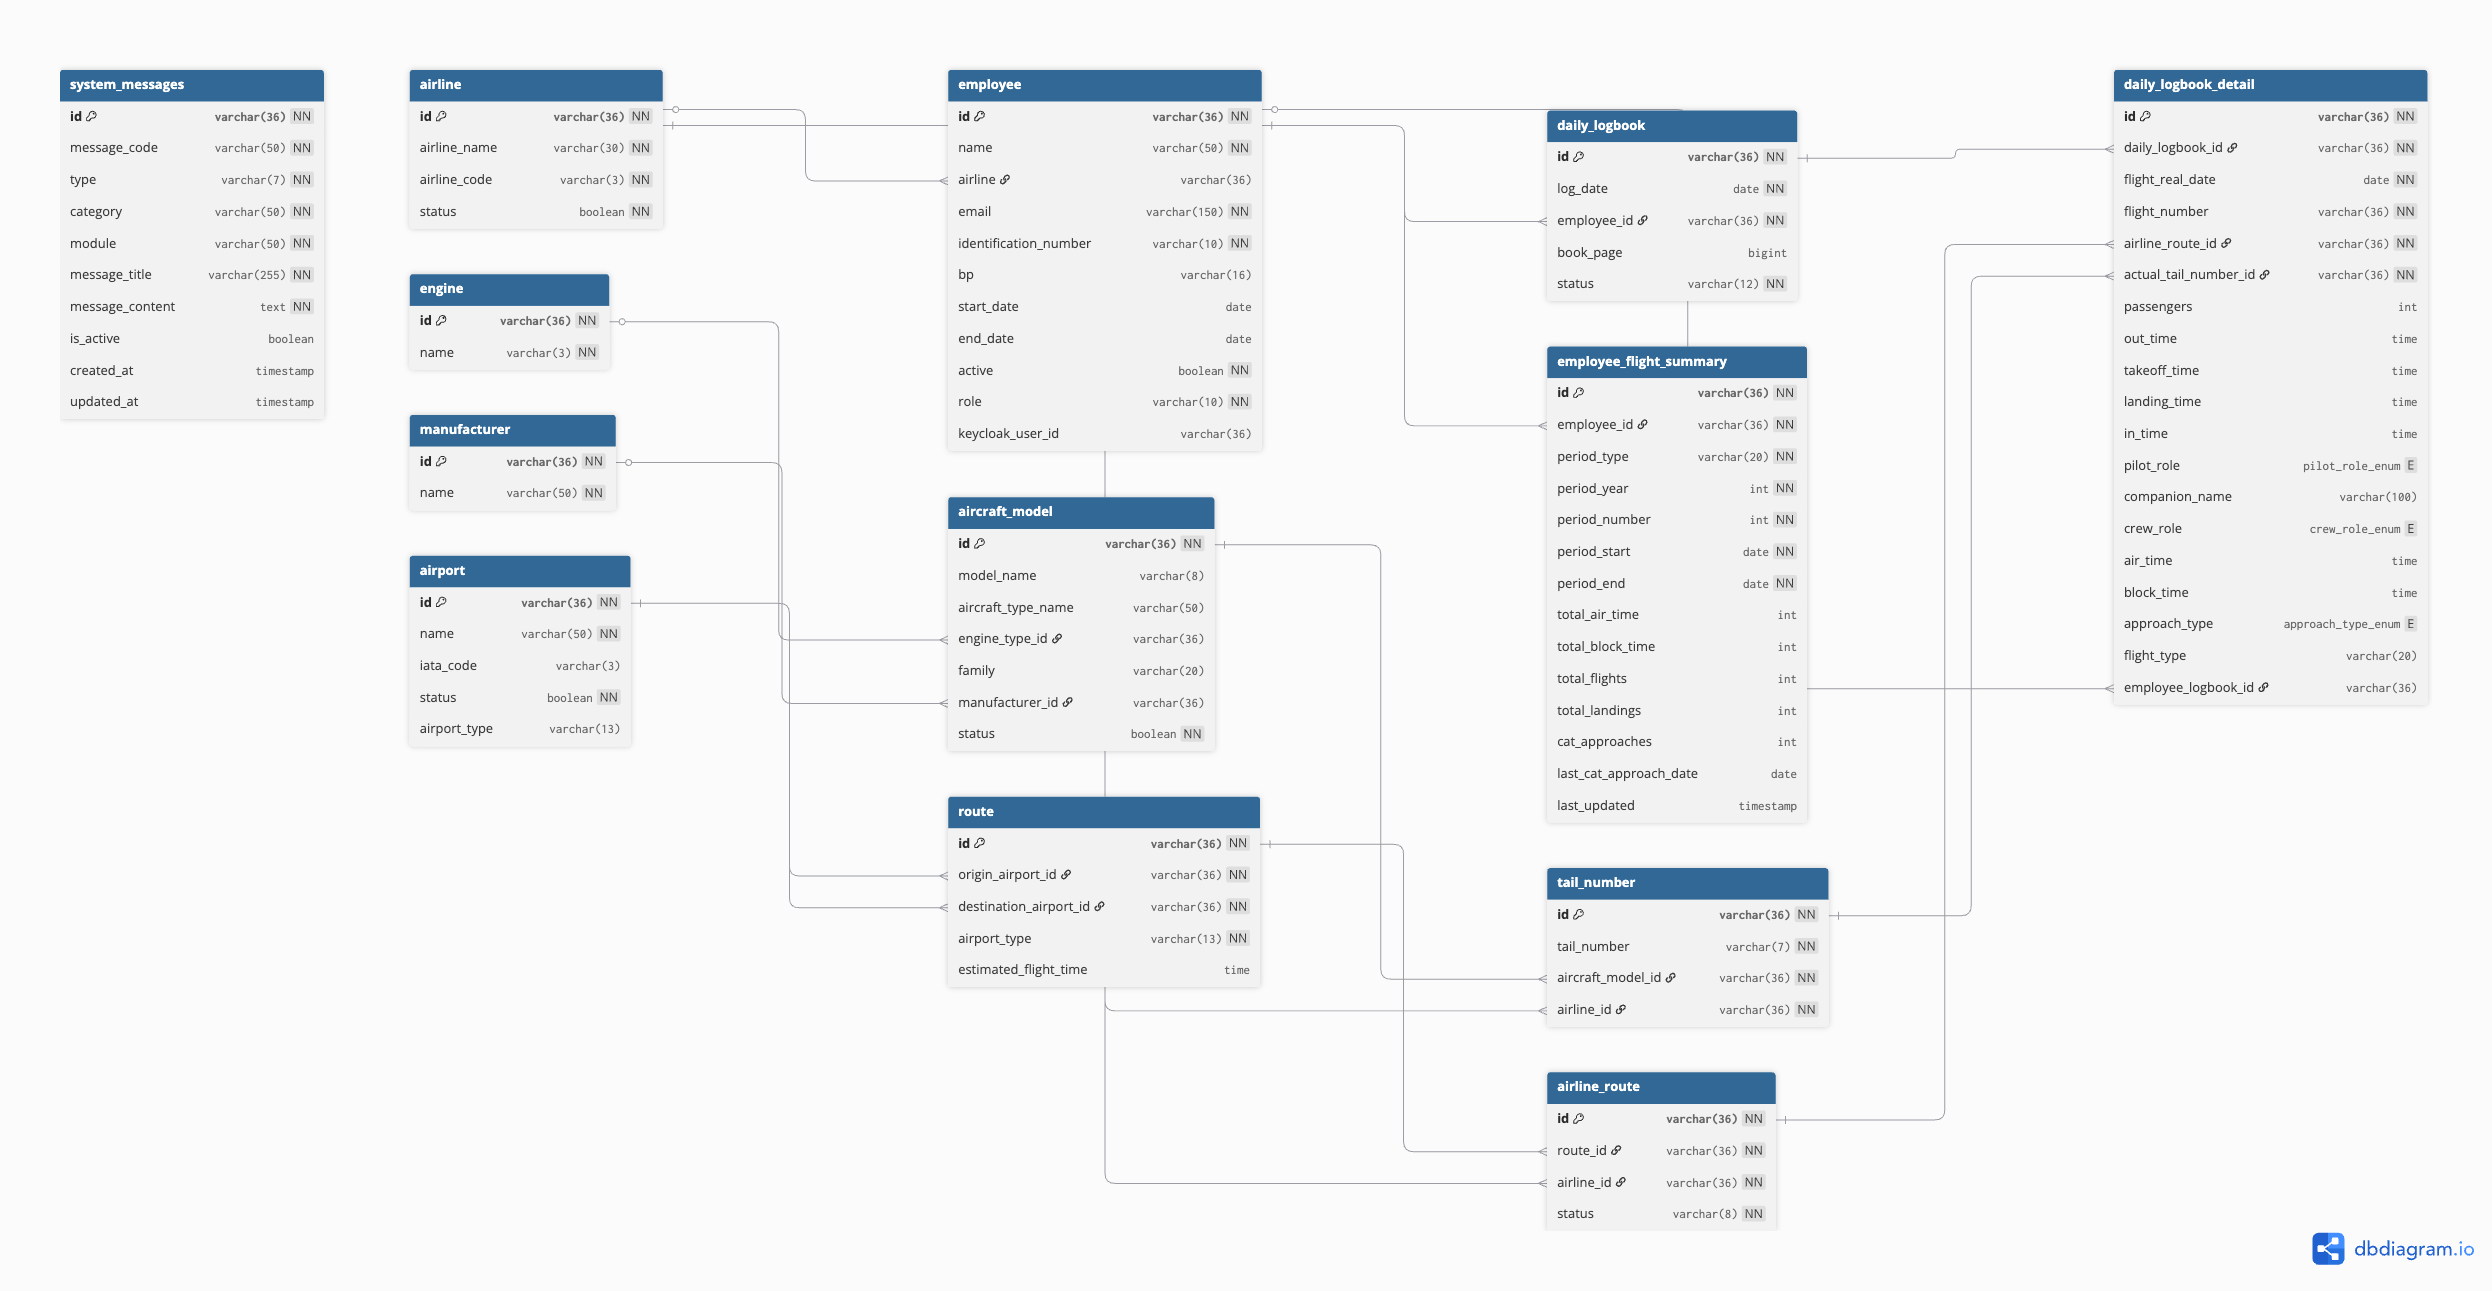 system_messages
id varchar(36) NN
message_code varchar(50) NN
type varchar(7) NN
category varchar(50) NN
module varchar(50) NN
message_title varchar(255) NN
message_content text NN
is_active boolean
created_at timestamp
updated_at timestamp
airline
id varchar(36) NN
airline_name varchar(30) NN
airline_code varchar(3) NN
status boolean NN
engine
id varchar(36) NN
name varchar(3) NN
manufacturer
id varchar(36) NN
name varchar(50) NN
airport
id varchar(36) NN
name varchar(50) NN
iata_code varchar(3)
status boolean NN
airport_type varchar(13)
employee
id varchar(36) NN
name varchar(50) NN
airline varchar(36)
email varchar(150) NN
identification_number varchar(10) NN
bp varchar(16)
start_date date
end_date date
active boolean NN
role varchar(10) NN
keycloak_user_id varchar(36)
aircraft_model
id varchar(36) NN
model_name varchar(8)
aircraft_type_name varchar(50)
engine_type_id varchar(36)
family varchar(20)
manufacturer_id varchar(36)
status boolean NN
route
id varchar(36) NN
origin_airport_id varchar(36) NN
destination_airport_id varchar(36) NN
airport_type varchar(13) NN
estimated_flight_time time
daily_logbook
id varchar(36) NN
log_date date NN
employee_id varchar(36) NN
book_page bigint
status varchar(12) NN
employee_flight_summary
id varchar(36) NN
employee_id varchar(36) NN
period_type varchar(20) NN
period_year int NN
period_number int NN
period_start date NN
period_end date NN
total_air_time int
total_block_time int
total_flights int
total_landings int
cat_approaches int
last_cat_approach_date date
last_updated timestamp
tail_number
id varchar(36) NN
tail_number varchar(7) NN
aircraft_model_id varchar(36) NN
airline_id varchar(36) NN
airline_route
id varchar(36) NN
route_id varchar(36) NN
airline_id varchar(36) NN
status varchar(8) NN
daily_logbook_detail
id varchar(36) NN
daily_logbook_id varchar(36) NN
flight_real_date date NN
flight_number varchar(36) NN
airline_route_id varchar(36) NN
actual_tail_number_id varchar(36) NN
passengers int
out_time time
takeoff_time time
landing_time time
in_time time
pilot_role pilot_role_enum E
companion_name varchar(100)
crew_role crew_role_enum E
air_time time
block_time time
approach_type approach_type_enum E
flight_type varchar(20)
employee_logbook_id varchar(36)
dbdiagram.io